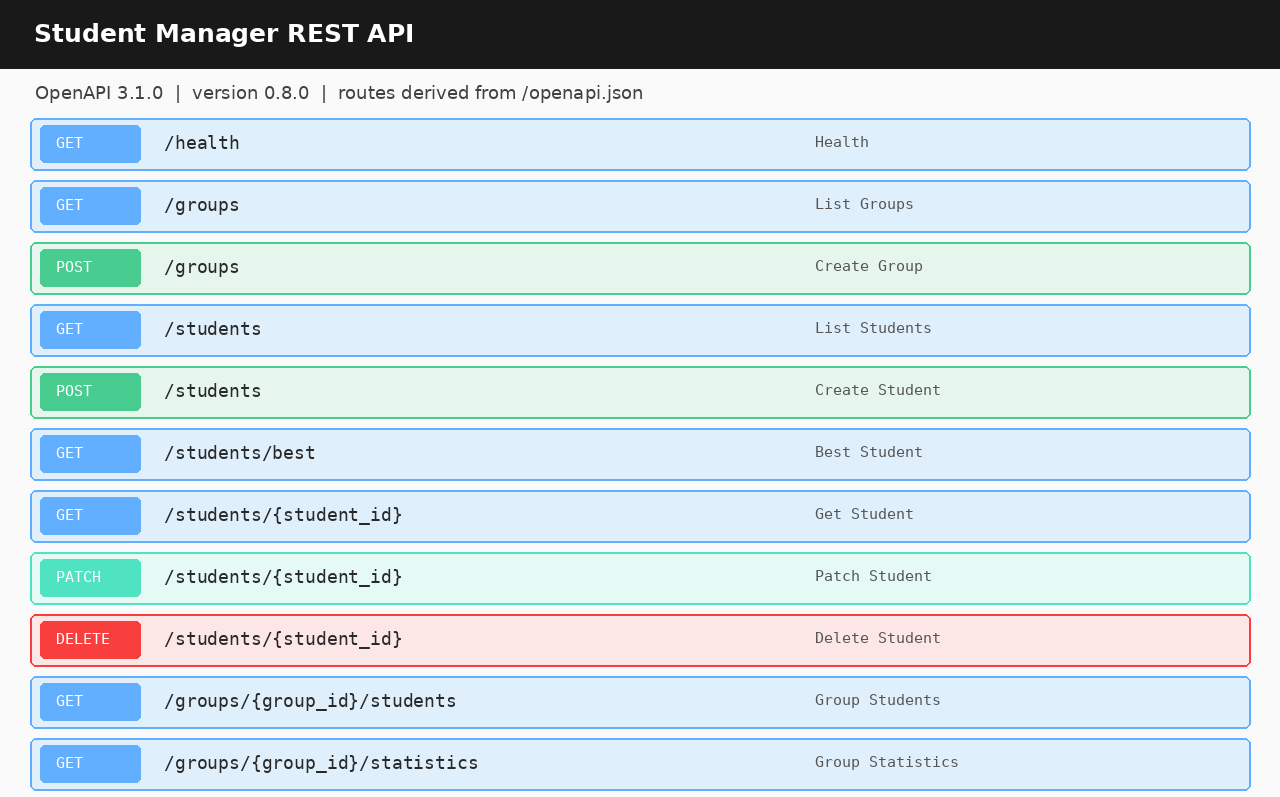 Student Manager REST API
OpenAPI 3.1.0 | version 0.8.0 | routes derived from /openapi.json
GET /health Health
GET /groups List Groups
POST /groups Create Group
GET /students List Students
POST /students Create Student
GET /students/best Best Student
GET /students/{student_id} Get Student
PATCH /students/{student_id} Patch Student
DELETE /students/{student_id} Delete Student
GET /groups/{group_id}/students Group Students
GET /groups/{group_id}/statistics Group Statistics